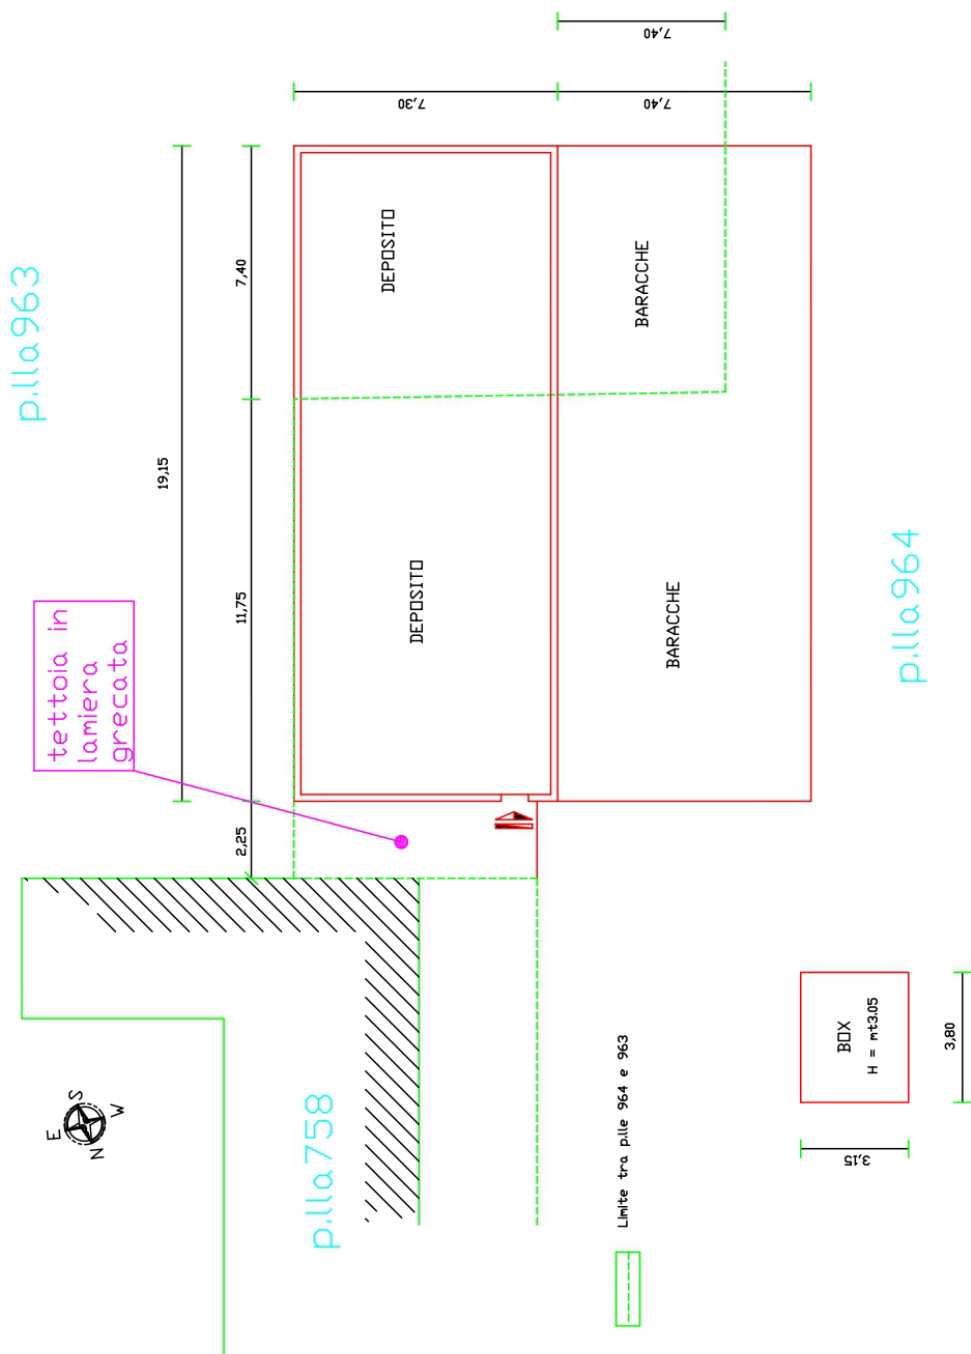 7,40
7,30
7,40
p.lla963
19,15
7,40
11,75
2,25
DEPOSITO
BARACCHE
DEPOSITO
BARACCHE
tettoia in
lamiera
grecata
p.lla964
p.lla758
E
S
N
W
Limite tra p.lle 964 e 963
BOX
H = mt3.05
3,80
3,15